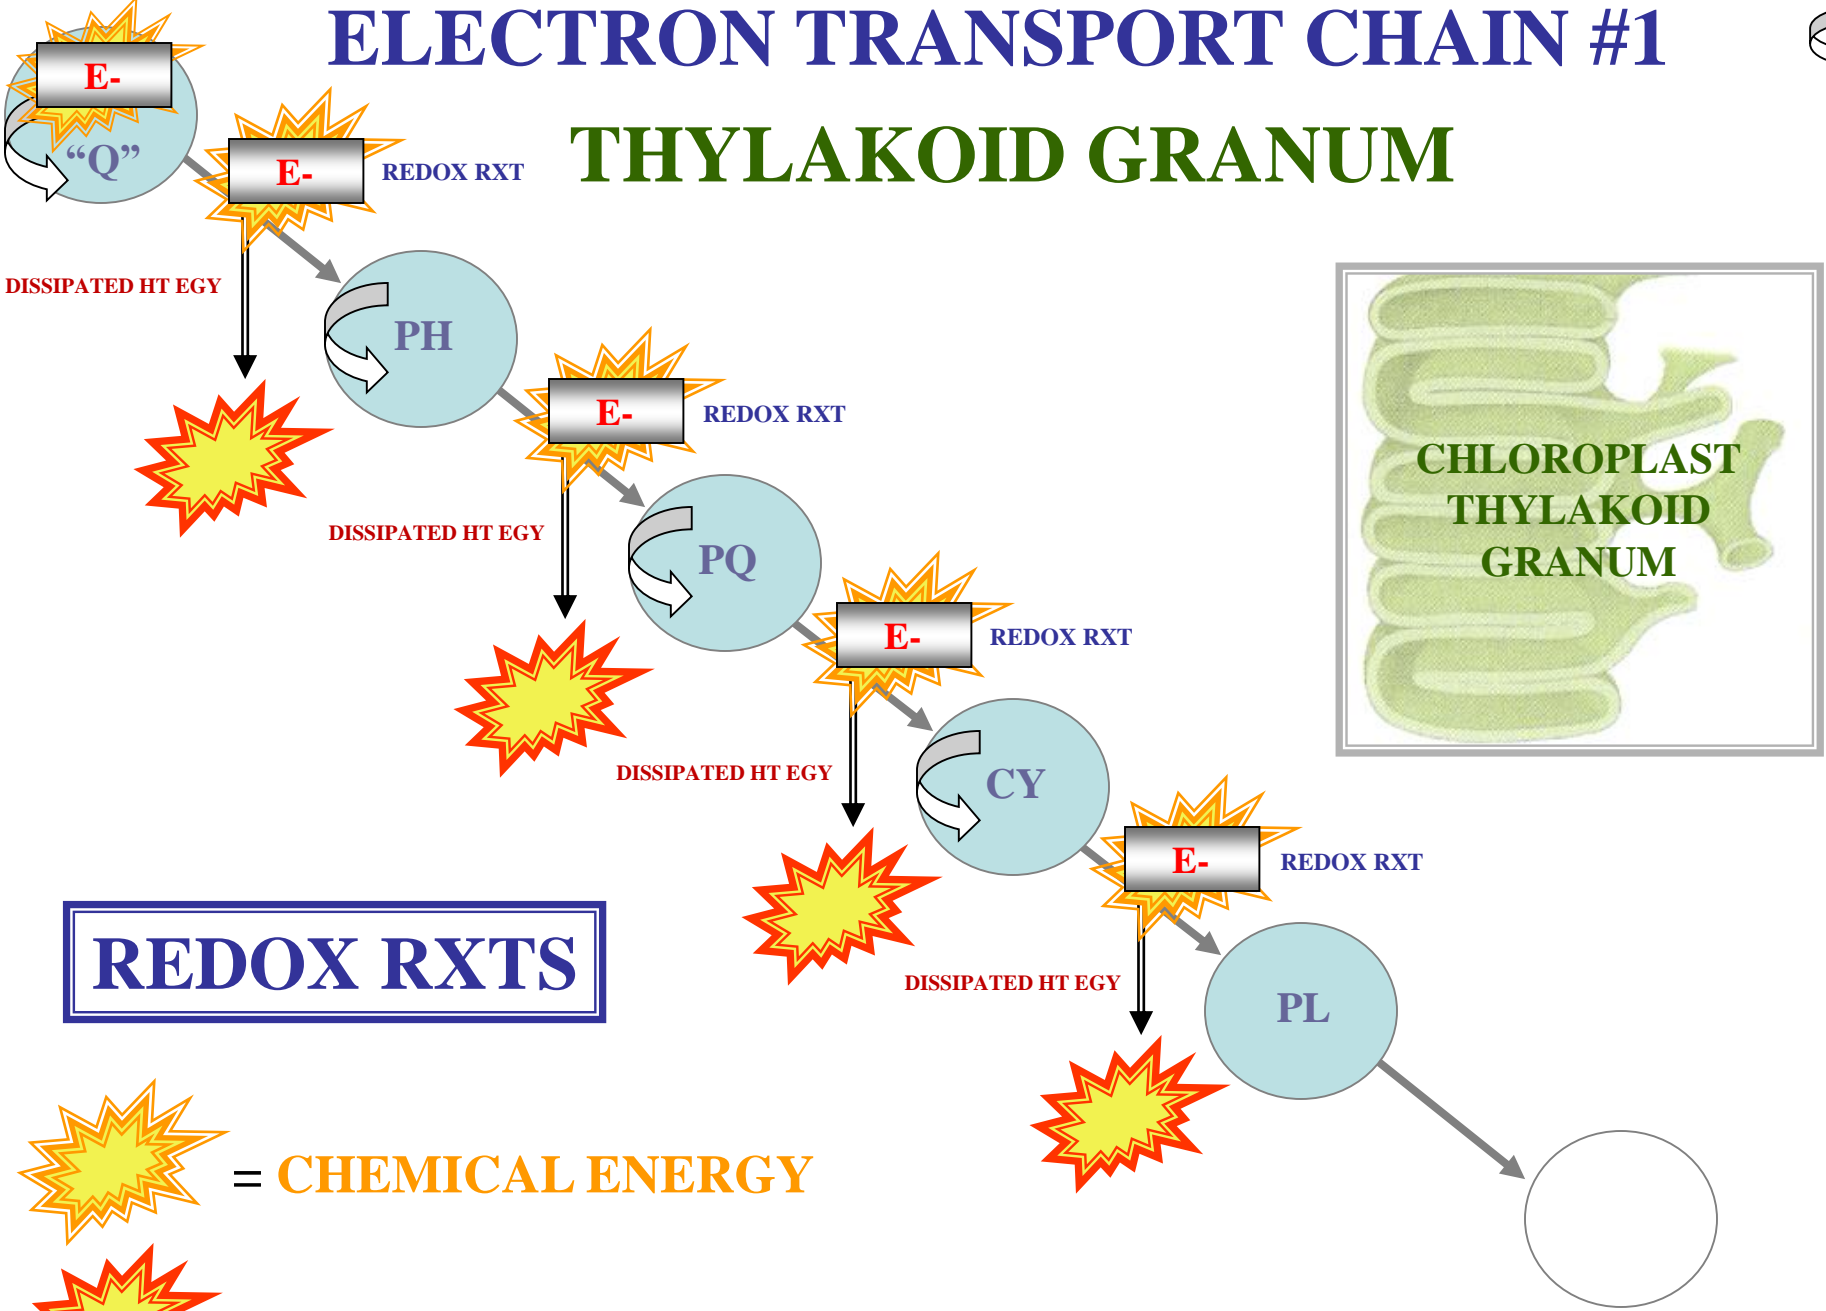 ELECTRON TRANSPORT CHAIN #1
THYLAKOID GRANUM
E-
“Q”
E-
REDOX RXT
DISSIPATED HT EGY
PH
E-
REDOX RXT
DISSIPATED HT EGY
PQ
E-
REDOX RXT
DISSIPATED HT EGY
CY
E-
REDOX RXT
DISSIPATED HT EGY
PL
CHLOROPLAST
THYLAKOID
GRANUM
REDOX RXTS
= CHEMICAL ENERGY